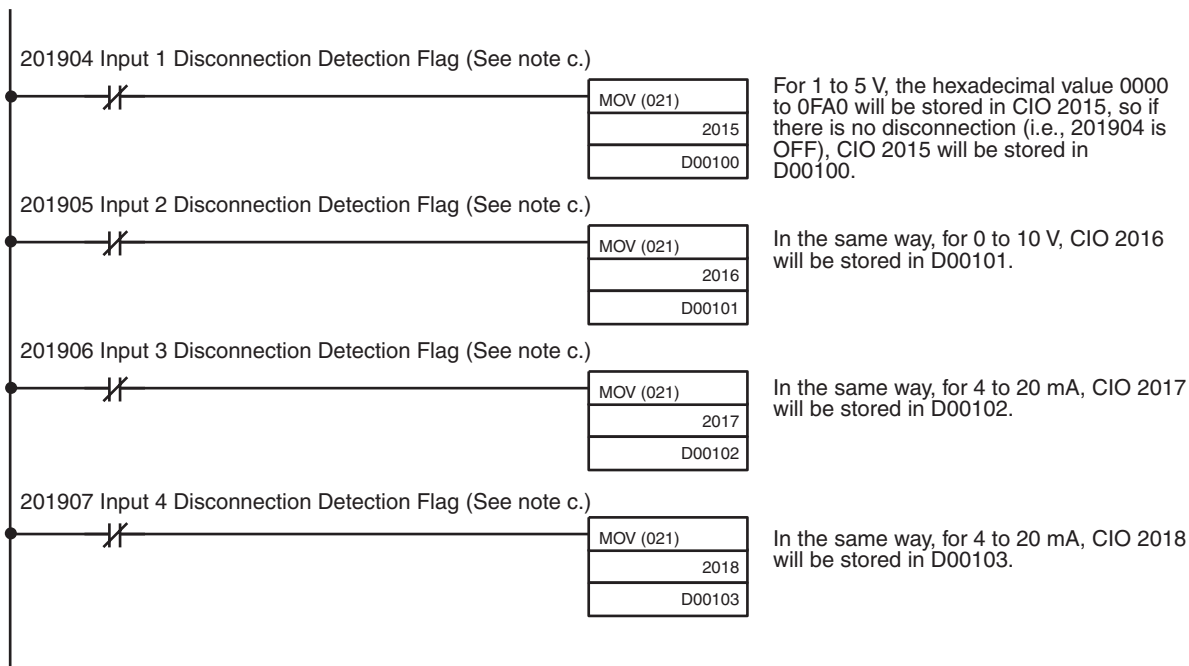 201904 Input 1 Disconnection Detection Flag (See note c.)
MOV (021)
2015
D00100
For 1 to 5 V, the hexadecimal value 0000
to 0FA0 will be stored in CIO 2015, so if
there is no disconnection (i.e., 201904 is
OFF), CIO 2015 will be stored in
D00100.
201905 Input 2 Disconnection Detection Flag (See note c.)
MOV (021)
2016
D00101
In the same way, for 0 to 10 V, CIO 2016
will be stored in D00101.
201906 Input 3 Disconnection Detection Flag (See note c.)
MOV (021)
2017
D00102
In the same way, for 4 to 20 mA, CIO 2017
will be stored in D00102.
201907 Input 4 Disconnection Detection Flag (See note c.)
MOV (021)
2018
D00103
In the same way, for 4 to 20 mA, CIO 2018
will be stored in D00103.